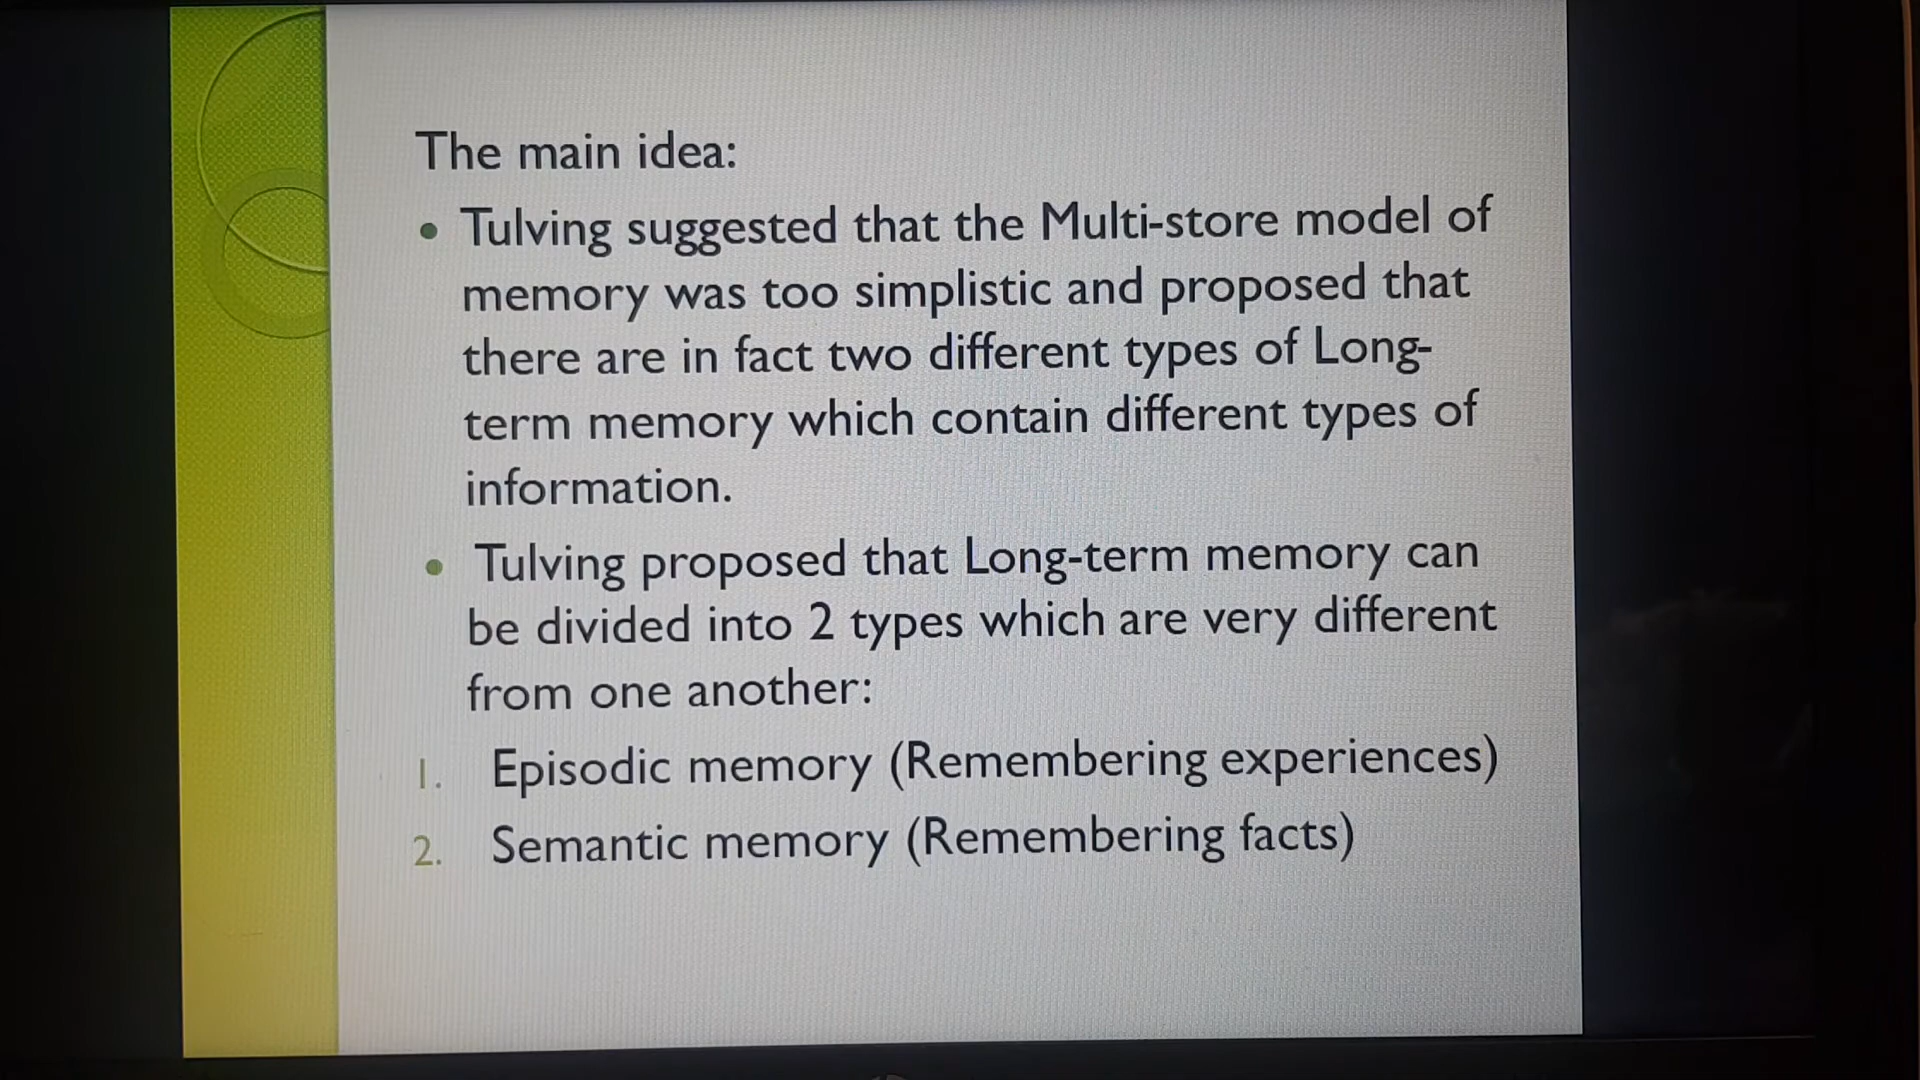 The main idea:
• Tulving suggested that the Multi-store model of
memory was too simplistic and proposed that
there are in fact two different types of Long-
term memory which contain different types of
information.
• Tulving proposed that Long-term memory can
be divided into 2 types which are very different
from one another:
1. Episodic memory (Remembering experiences)
2. Semantic memory (Remembering facts)